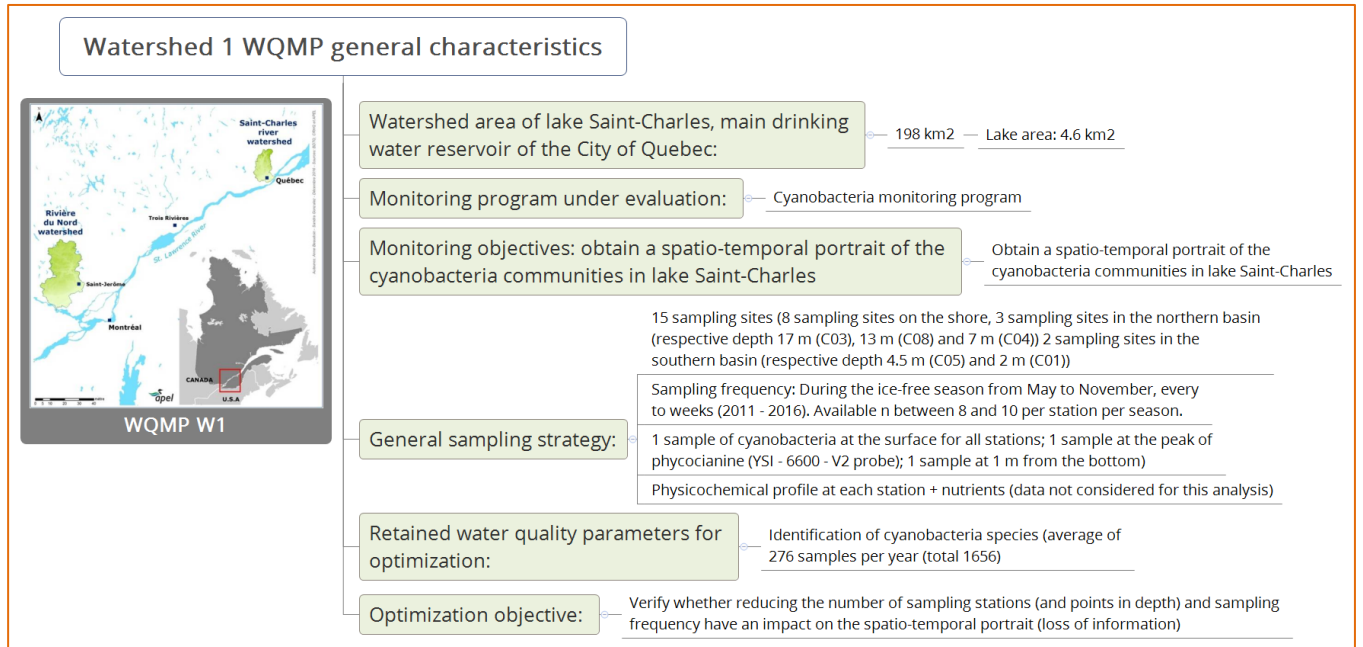 Watershed 1 WQMP general characteristics
Saint-Charles
river
watershed
Québec
Rivière
du Nord
watershed
Trois Rivières
St. Lawrence River
Saint-Jerome
Montréal
CANADA
U.S.A
apel
WQMP W1
Watershed area of lake Saint-Charles, main drinking
water reservoir of the City of Quebec:
198 km2
Lake area: 4.6 km2
Monitoring program under evaluation:
Cyanobacteria monitoring program
Monitoring objectives: obtain a spatio-temporal portrait of the
cyanobacteria communities in lake Saint-Charles
Obtain a spatio-temporal portrait of the
cyanobacteria communities in lake Saint-Charles
General sampling strategy:
15 sampling sites (8 sampling sites on the shore, 3 sampling sites in the northern basin
(respective depth 17 m (C03), 13 m (C08) and 7 m (C04)) 2 sampling sites in the
southern basin (respective depth 4.5 m (C05) and 2 m (C01))
Sampling frequency: During the ice-free season from May to November, every
to weeks (2011 - 2016). Available n between 8 and 10 per station per season.
1 sample of cyanobacteria at the surface for all stations; 1 sample at the peak of
phycocianine (YSI - 6600 - V2 probe); 1 sample at 1 m from the bottom)
Physicochemical profile at each station + nutrients (data not considered for this analysis)
Retained water quality parameters for
optimization:
Identification of cyanobacteria species (average of
276 samples per year (total 1656)
Optimization objective:
Verify whether reducing the number of sampling stations (and points in depth) and sampling
frequency have an impact on the spatio-temporal portrait (loss of information)